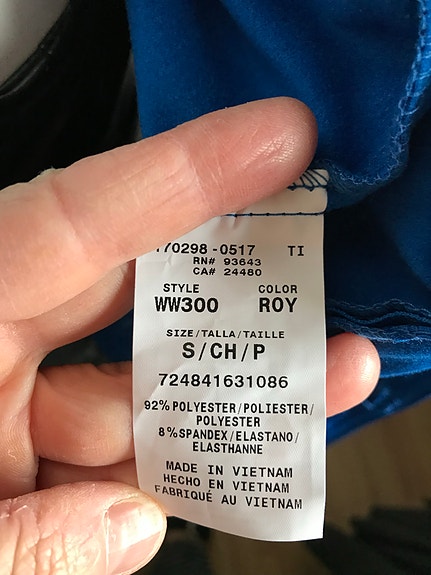 170298-0517 TI
RN# 93643
CA# 24480
STYLE COLOR
WW300 ROY
SIZE/TALLA/TAILLE
S/CH/P
724841631086
92% POLYESTER/POLIESTER/
POLYESTER
8% SPANDEX/ELASTANO/
ELASTHANNE
MADE IN VIETNAM
HECHO EN VIETNAM
FABRIQUÉ AU VIETNAM